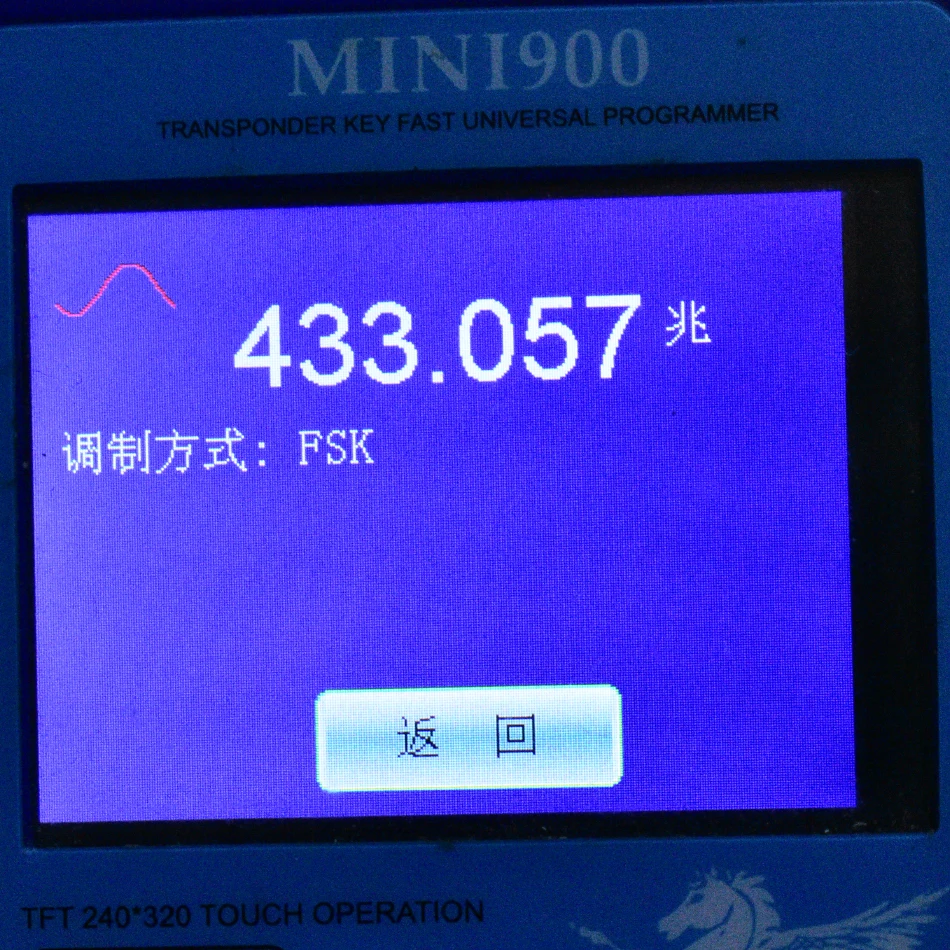 MINI900
TRANSPONDER KEY FAST UNIVERSAL PROGRAMMER
433.057 兆
调制方式: FSK
返 回
TFT 240*320 TOUCH OPERATION